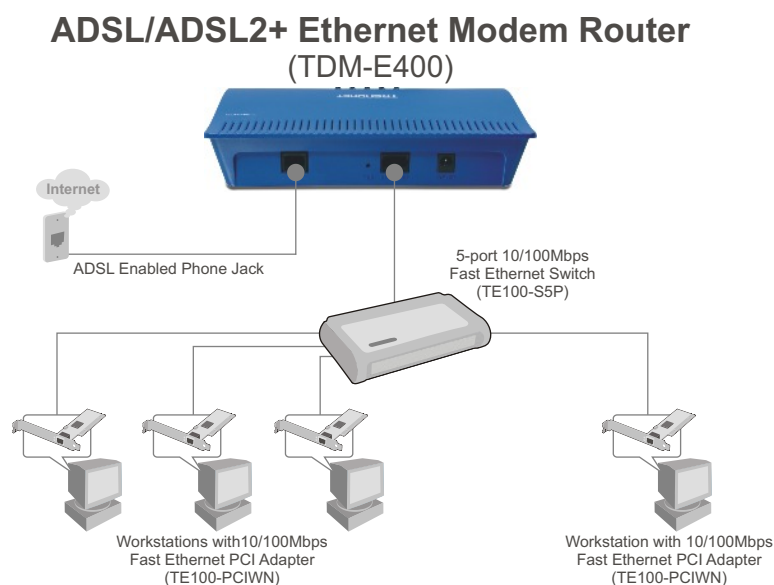 ADSL/ADSL2+ Ethernet Modem Router
(TDM-E400)
TRENDNET
Internet
ADSL Enabled Phone Jack
5-port 10/100Mbps
Fast Ethernet Switch
(TE100-S5P)
Workstations with10/100Mbps
Fast Ethernet PCI Adapter
(TE100-PCIWN)
Workstation with 10/100Mbps
Fast Ethernet PCI Adapter
(TE100-PCIWN)